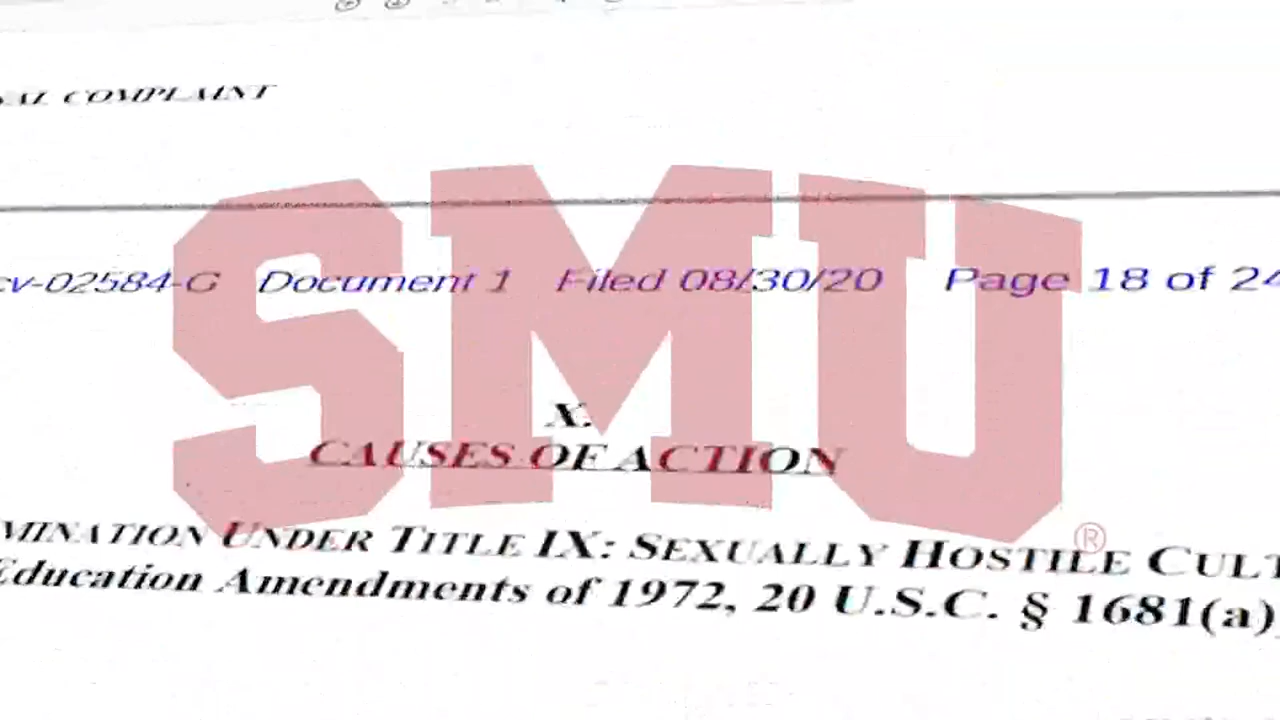 AL COMPLAINT
SMU®
cv-02584-G Document 1 Filed 08/30/20 Page 18 of 24
X.
CAUSES OF ACTION
MINATION UNDER TITLE IX: SEXUALLY HOSTILE CULT
Education Amendments of 1972, 20 U.S.C. § 1681(a)